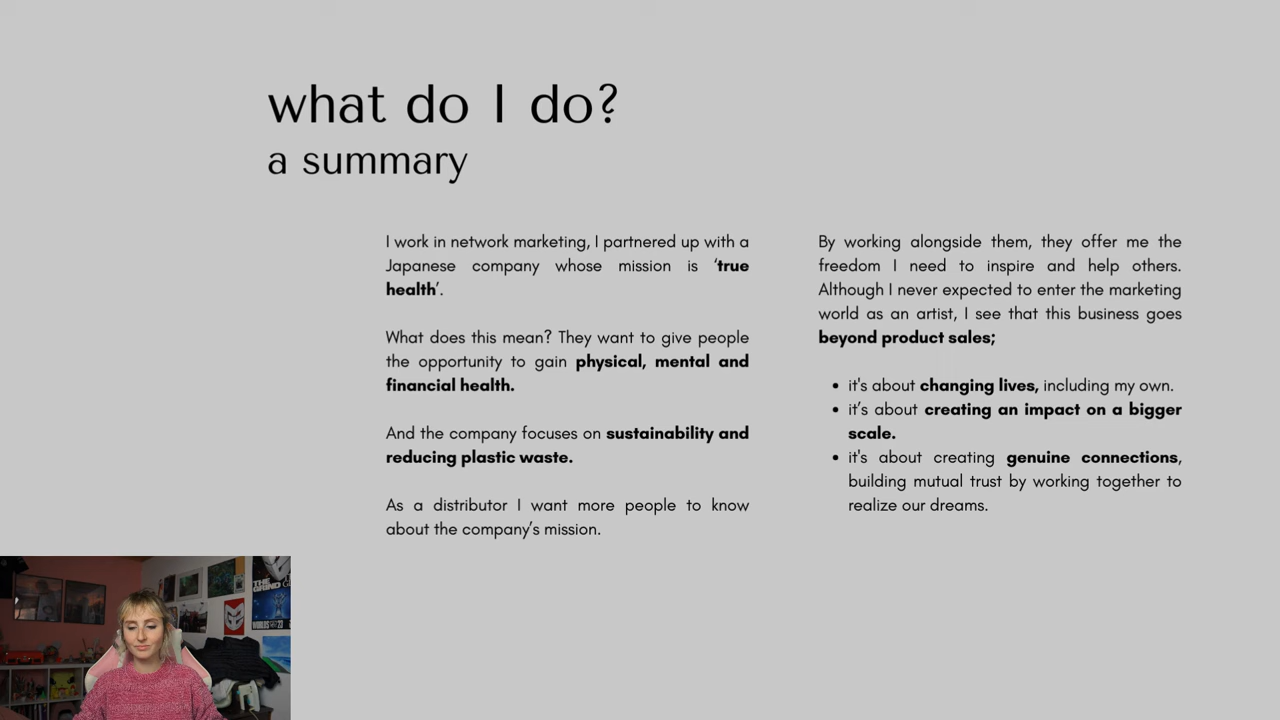 what do I do?
a summary
I work in network marketing, I partnered up with a
Japanese company whose mission is ‘true
health’.
What does this mean? They want to give people
the opportunity to gain physical, mental and
financial health.
And the company focuses on sustainability and
reducing plastic waste.
As a distributor I want more people to know
about the company’s mission.
By working alongside them, they offer me the
freedom I need to inspire and help others.
Although I never expected to enter the marketing
world as an artist, I see that this business goes
beyond product sales;
• it's about changing lives, including my own.
• it’s about creating an impact on a bigger
scale.
• it's about creating genuine connections,
building mutual trust by working together to
realize our dreams.
THE
GRIND
WORLDS 23